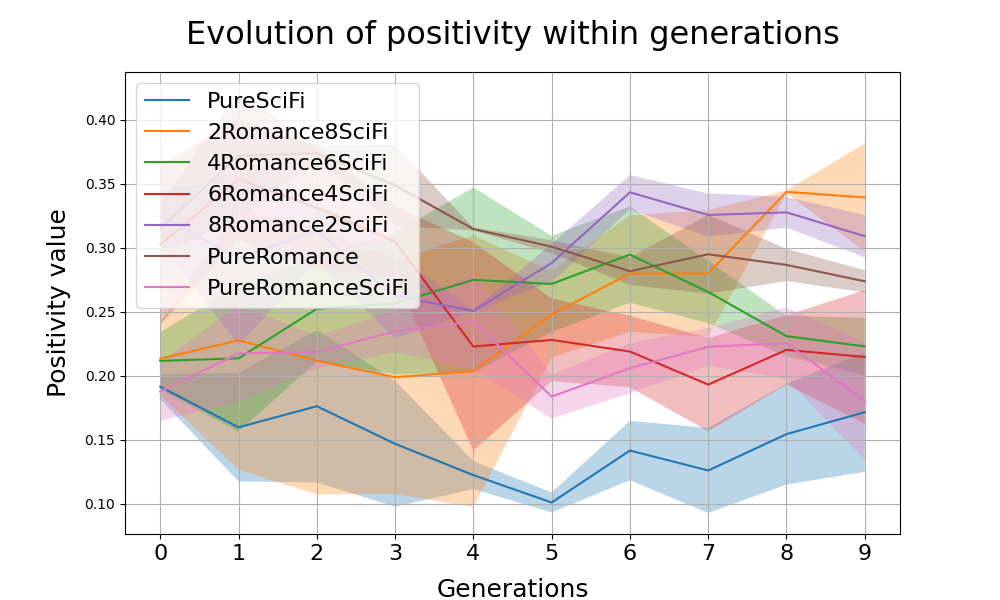 Evolution of positivity within generations
PureSciFi
2Romance8SciFi
4Romance6SciFi
6Romance4SciFi
8Romance2SciFi
PureRomance
PureRomanceSciFi
Positivity value
0.40
0.35
0.30
0.25
0.20
0.15
0.10
0 1 2 3 4 5 6 7 8 9
Generations